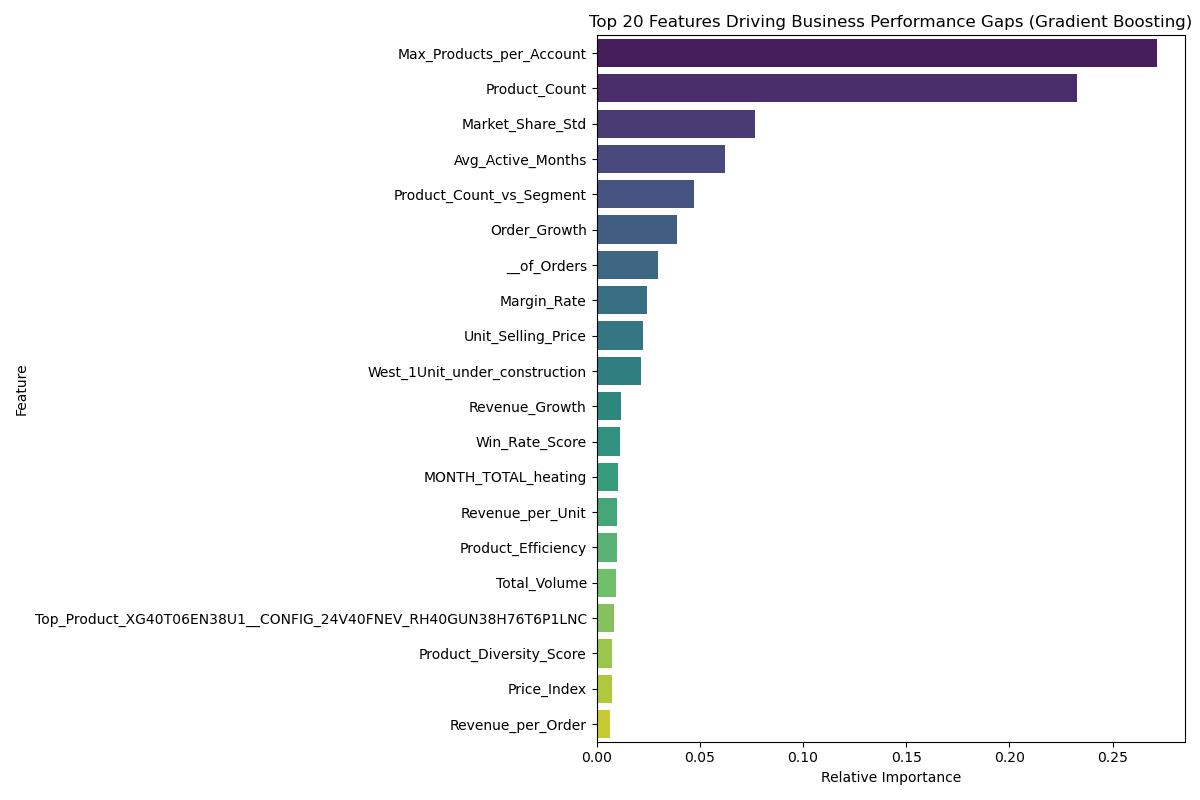 Top 20 Features Driving Business Performance Gaps (Gradient Boosting)
Max_Products_per_Account
Product_Count
Market_Share_Std
Avg_Active_Months
Product_Count_vs_Segment
Order_Growth
__of_Orders
Margin_Rate
Unit_Selling_Price
West_1Unit_under_construction
Revenue_Growth
Win_Rate_Score
MONTH_TOTAL_heating
Revenue_per_Unit
Product_Efficiency
Total_Volume
Top_Product_XG40T06EN38U1__CONFIG_24V40FNEV_RH40GUN38H76T6P1LNC
Product_Diversity_Score
Price_Index
Revenue_per_Order
Feature
0.00 0.05 0.10 0.15 0.20 0.25
Relative Importance